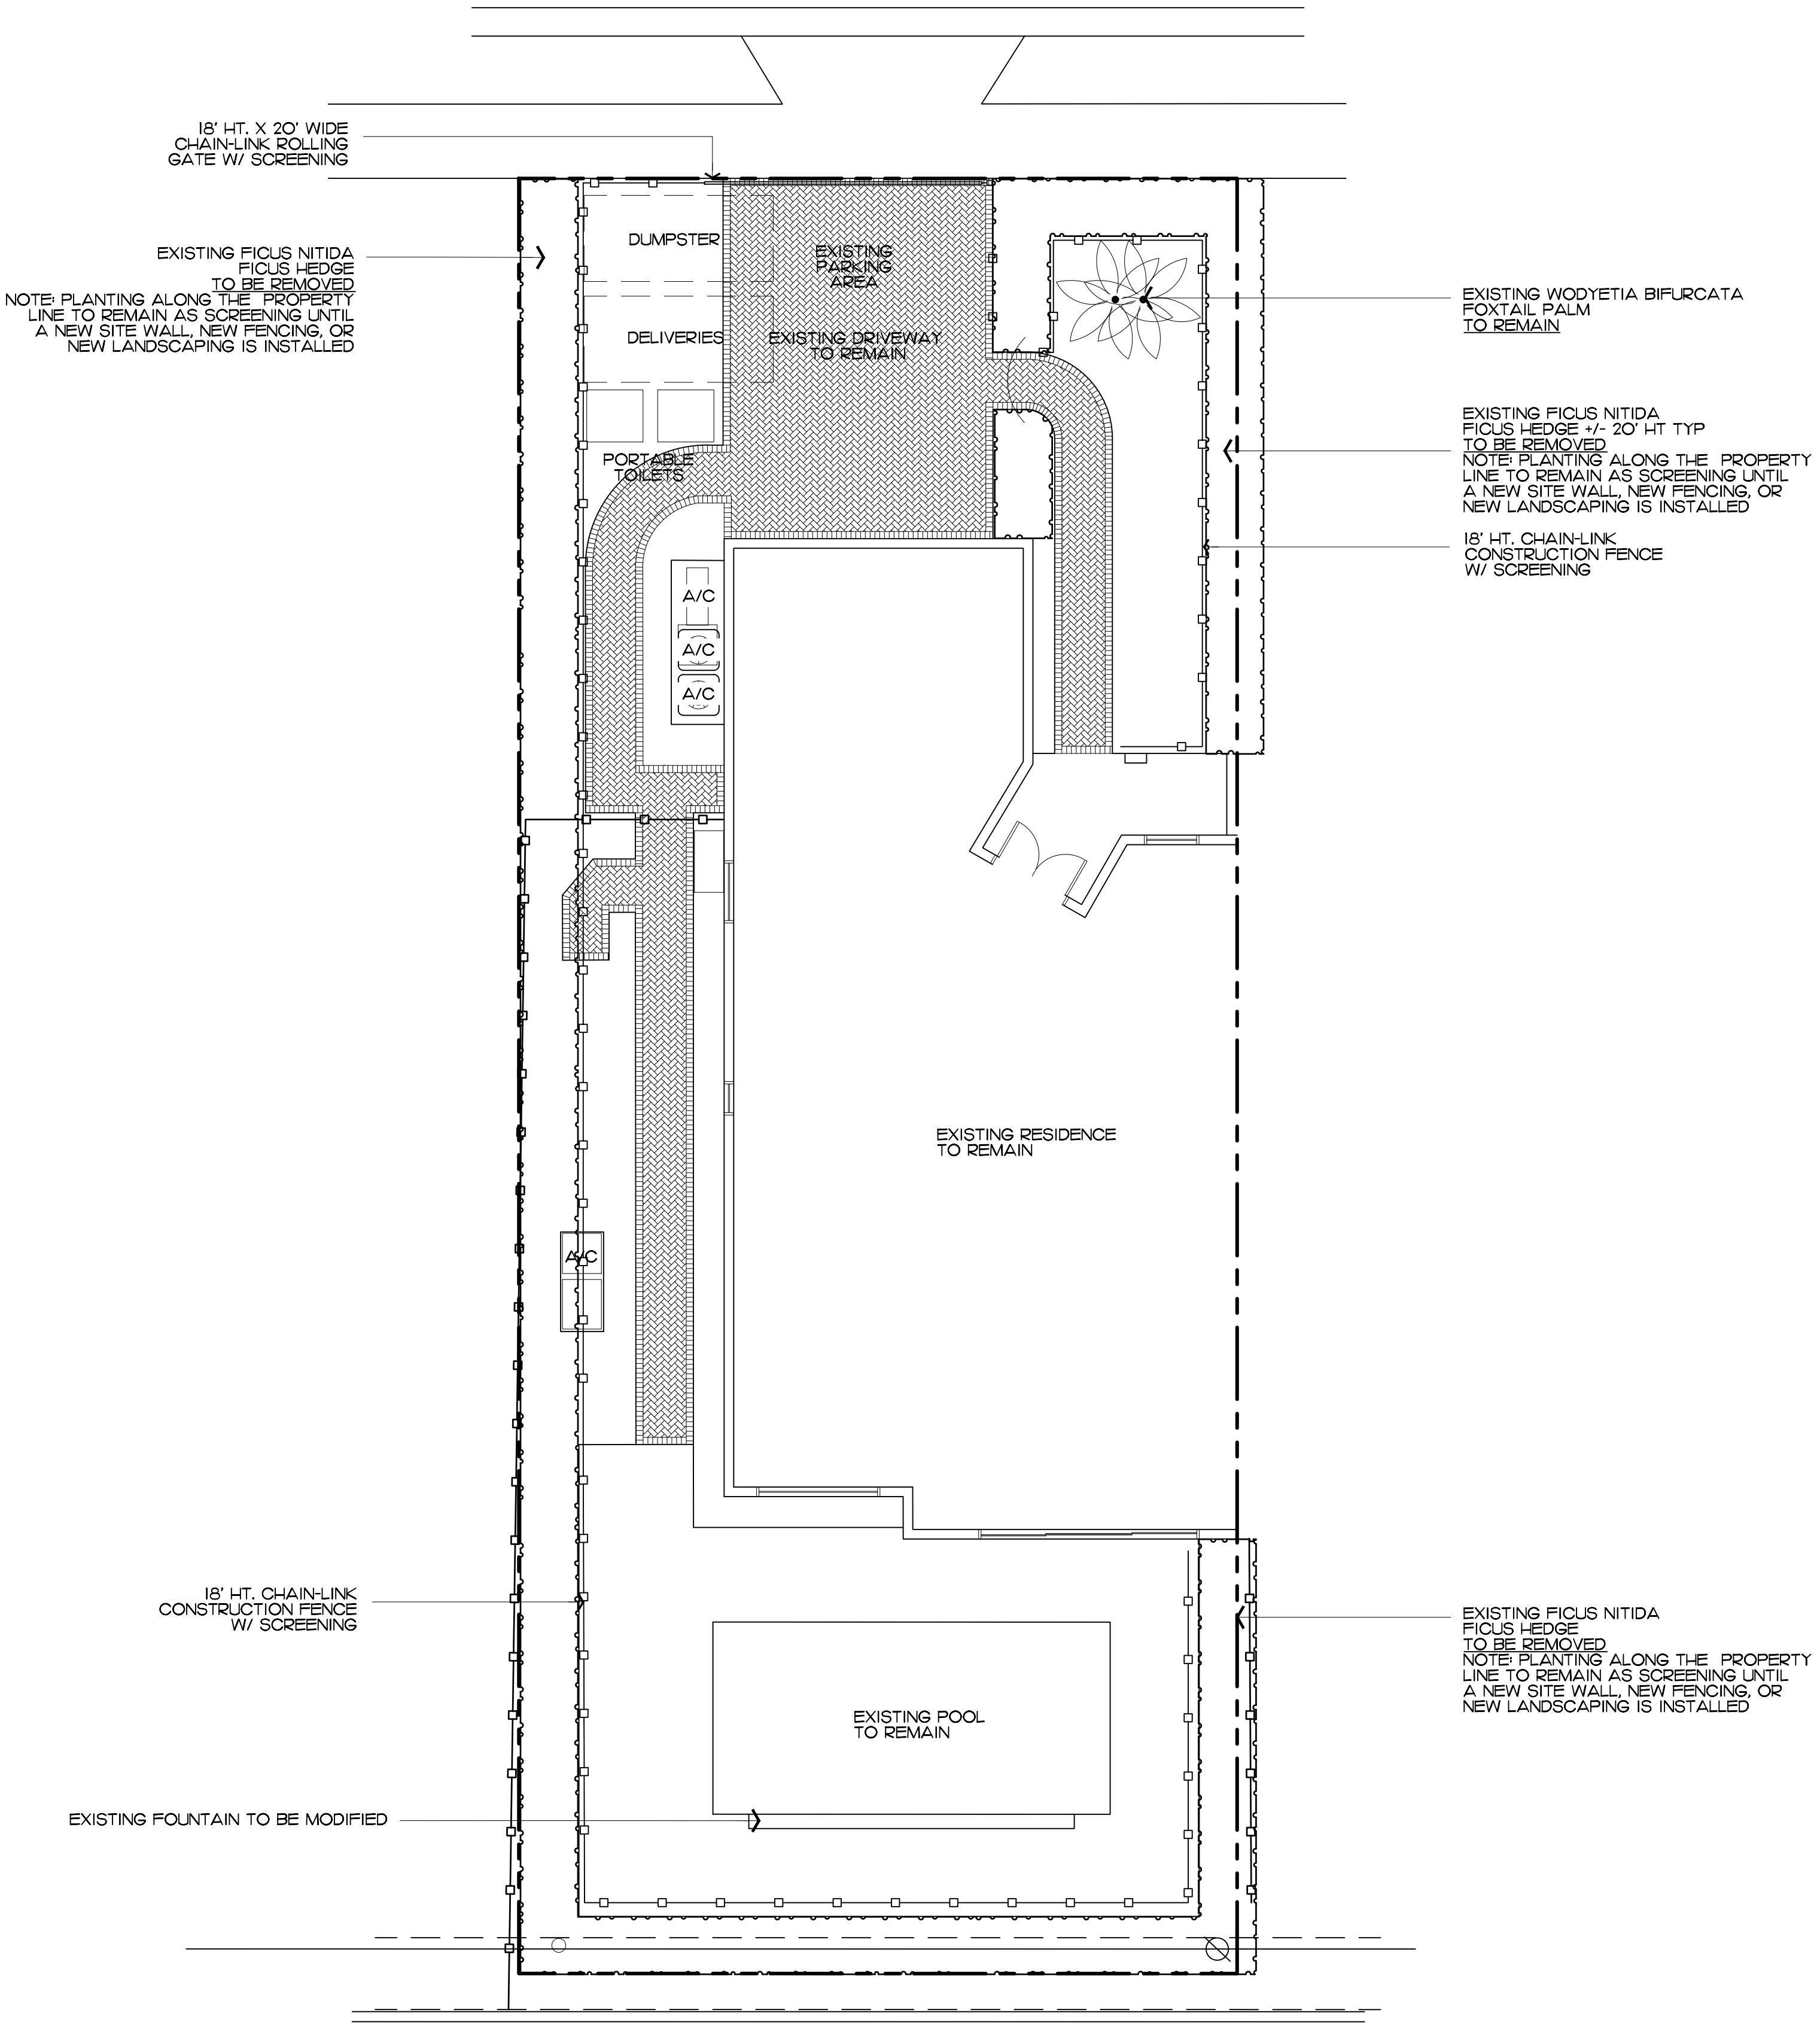 18' HT. X 20' WIDE
CHAIN-LINK ROLLING
GATE W/ SCREENING
EXISTING FICUS NITIDA
FICUS HEDGE
TO BE REMOVED
NOTE: PLANTING ALONG THE PROPERTY
LINE TO REMAIN AS SCREENING UNTIL
A NEW SITE WALL, NEW FENCING, OR
NEW LANDSCAPING IS INSTALLED
DUMPSTER
DELIVERIES
PORTABLE
TOILETS
EXISTING
PARKING
AREA
EXISTING DRIVEWAY
TO REMAIN
EXISTING WODYETIA BIFURCATA
FOXTAIL PALM
TO REMAIN
EXISTING FICUS NITIDA
FICUS HEDGE +/- 20' HT TYP
TO BE REMOVED
NOTE: PLANTING ALONG THE PROPERTY
LINE TO REMAIN AS SCREENING UNTIL
A NEW SITE WALL, NEW FENCING, OR
NEW LANDSCAPING IS INSTALLED
18' HT. CHAIN-LINK
CONSTRUCTION FENCE
W/ SCREENING
A/C
A/C
A/C
EXISTING RESIDENCE
TO REMAIN
A/C
18' HT. CHAIN-LINK
CONSTRUCTION FENCE
W/ SCREENING
EXISTING FICUS NITIDA
FICUS HEDGE
TO BE REMOVED
NOTE: PLANTING ALONG THE PROPERTY
LINE TO REMAIN AS SCREENING UNTIL
A NEW SITE WALL, NEW FENCING, OR
NEW LANDSCAPING IS INSTALLED
EXISTING POOL
TO REMAIN
EXISTING FOUNTAIN TO BE MODIFIED